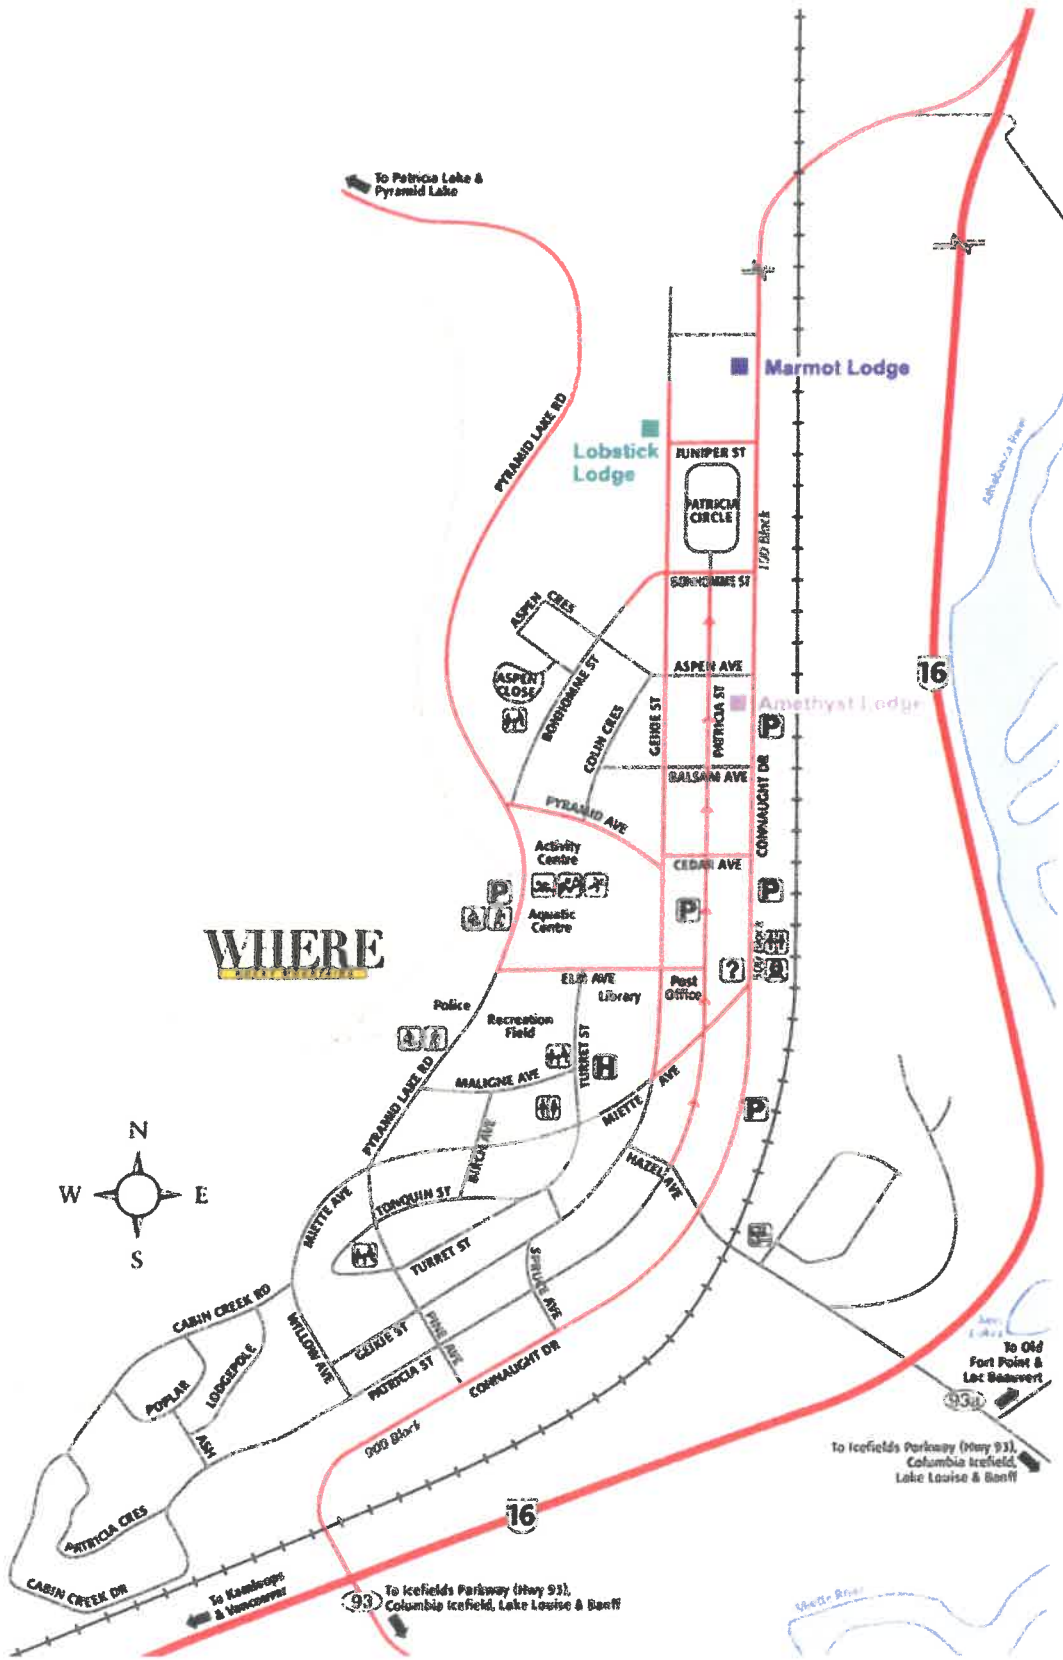 To Patricia Lake &
Pyramid Lake
PYRAMID LAKE RD
Marmot Lodge
Lobstick
Lodge
JUNIPER ST
PATRICIA
CIRCLE
100 Block
Athabasca River
BONHOMME ST
ASPEN CRES
ASPEN AVE
16
ASPEN
CLOSE
BONHOMME ST
COLIN CRES
GEIKIE ST
PATRICIA ST
Amethyst Lodge
P
BALSAM AVE
CONNAUGHT DR
PYRAMID AVE
Activity
Centre
CEDAR AVE
P
P
P
Aquatic
Centre
WHERE
?
ELM AVE
Library
Post
Office
Police
Recreation
Field
TURRET ST
H
PYRAMID LAKE RD
MALIGNE AVE
MIETTE AVE
P
BIRCH AVE
HAZEL AVE
N
W
E
S
MIETTE AVE
TONQUIN ST
TURRET ST
SPRUCE AVE
CABIN CREEK RD
WILLOW AVE
GEIKIE ST
PINE AVE
LODGEPOLE
POPLAR
PATRICIA ST
CONNAUGHT DR
ASH
900 Block
Lakes
To Old
Fort Point &
Lac Beauvert
93a
To Icefields Parkway (Hwy 93),
Columbia Icefield,
Lake Louise & Banff
16
PATRICIA CRES
CABIN CREEK DR
To Kamloops
& Vancouver
93
To Icefields Parkway (Hwy 93),
Columbia Icefield, Lake Louise & Banff
River